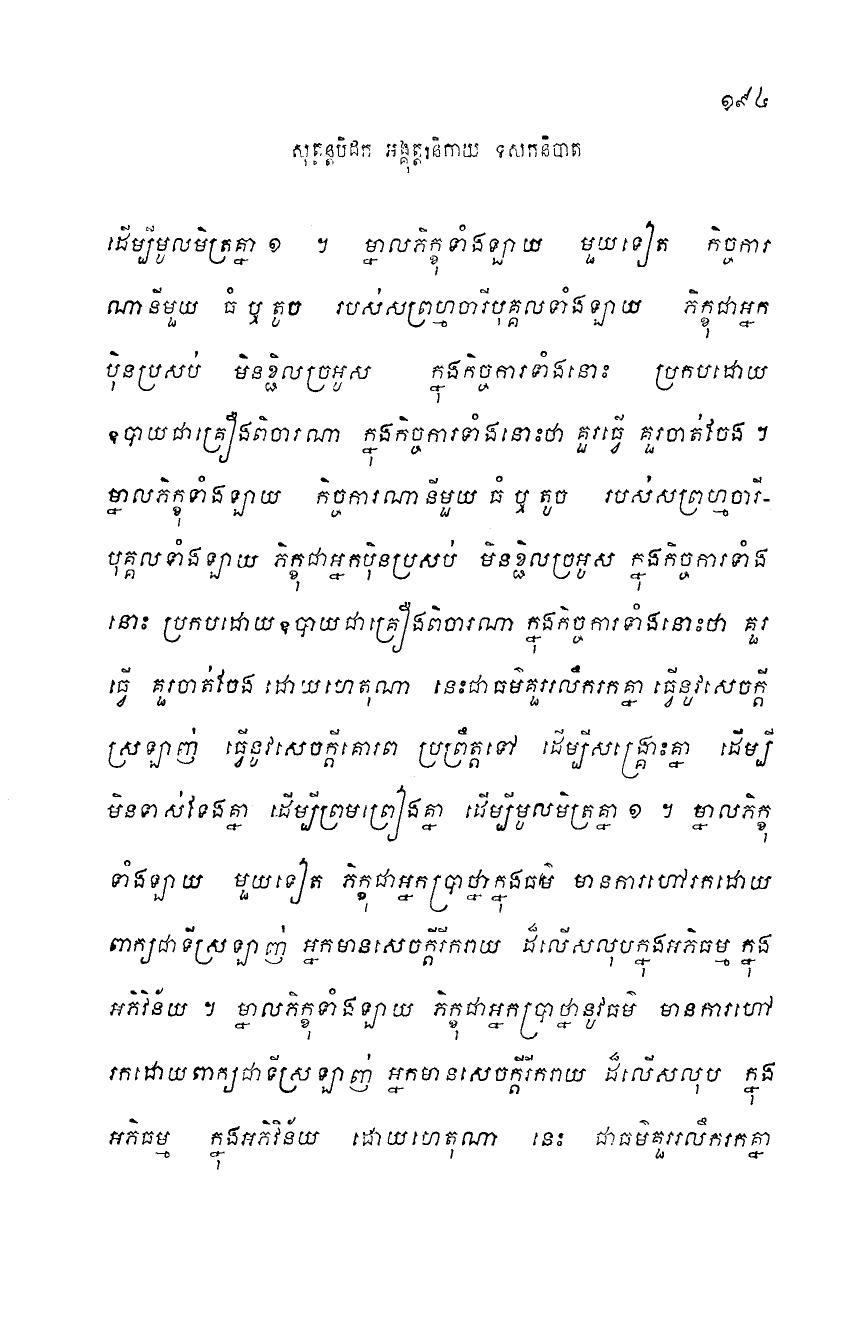 ១៩៤
សុត្តន្តបិដក អង្គុត្តរនិកាយ ទសកនិបាត
ដើម្បីមូលមិត្រគ្នា ១ ។ ម្នាលភិក្ខុទាំងឡាយ មួយទៀត កិច្ចការ
ណានីមួយ ធំ ឬ តូច របស់សព្រហ្មចារីបុគ្គលទាំងឡាយ ភិក្ខុជាអ្នក
ប៉ិនប្រសប់ មិនខ្ជិលច្រអូស ក្នុងកិច្ចការទាំងនោះ ប្រកបដោយ
ឧបាយជាគ្រឿងពិចារណា ក្នុងកិច្ចការទាំងនោះថា គួរធ្វើ គួរចាត់ចែង ។
ម្នាលភិក្ខុទាំងឡាយ កិច្ចការណានីមួយ ធំ ឬ តូច របស់សព្រហ្មចារី-
បុគ្គលទាំងឡាយ ភិក្ខុជាអ្នកប៉ិនប្រសប់ មិនខ្ជិលច្រអូស ក្នុងកិច្ចការទាំង
នោះ ប្រកបដោយឧបាយជាគ្រឿងពិចារណា ក្នុងកិច្ចការទាំងនោះថា គួរ
ធ្វើ គួរចាត់ចែង ដោយហេតុណា នេះជាធម៌គួររលឹករកគ្នា ធ្វើនូវសេចក្តី
ស្រឡាញ់ ធ្វើនូវសេចក្តីគោរព ប្រព្រឹត្តទៅ ដើម្បីសង្គ្រោះគ្នា ដើម្បី
មិនទាស់ទែងគ្នា ដើម្បីព្រមព្រៀងគ្នា ដើម្បីមូលមិត្រគ្នា ១ ។ ម្នាលភិក្ខុ
ទាំងឡាយ មួយទៀត ភិក្ខុជាអ្នកប្រាថ្នាក្នុងធម៌ មានការហៅរកដោយ
ពាក្យជាទីស្រឡាញ់ អ្នកមានសេចក្តីរីករាយ ដ៏លើសលុបក្នុងអភិធម្ម ក្នុង
អភិវិន័យ ។ ម្នាលភិក្ខុទាំងឡាយ ភិក្ខុជាអ្នកប្រាថ្នានូវធម៌ មានការហៅ
រកដោយពាក្យជាទីស្រឡាញ់ អ្នកមានសេចក្តីរីករាយ ដ៏លើសលុប ក្នុង
អភិធម្ម ក្នុងអភិវិន័យ ដោយហេតុណា នេះ ជាធម៌គួររលឹករកគ្នា